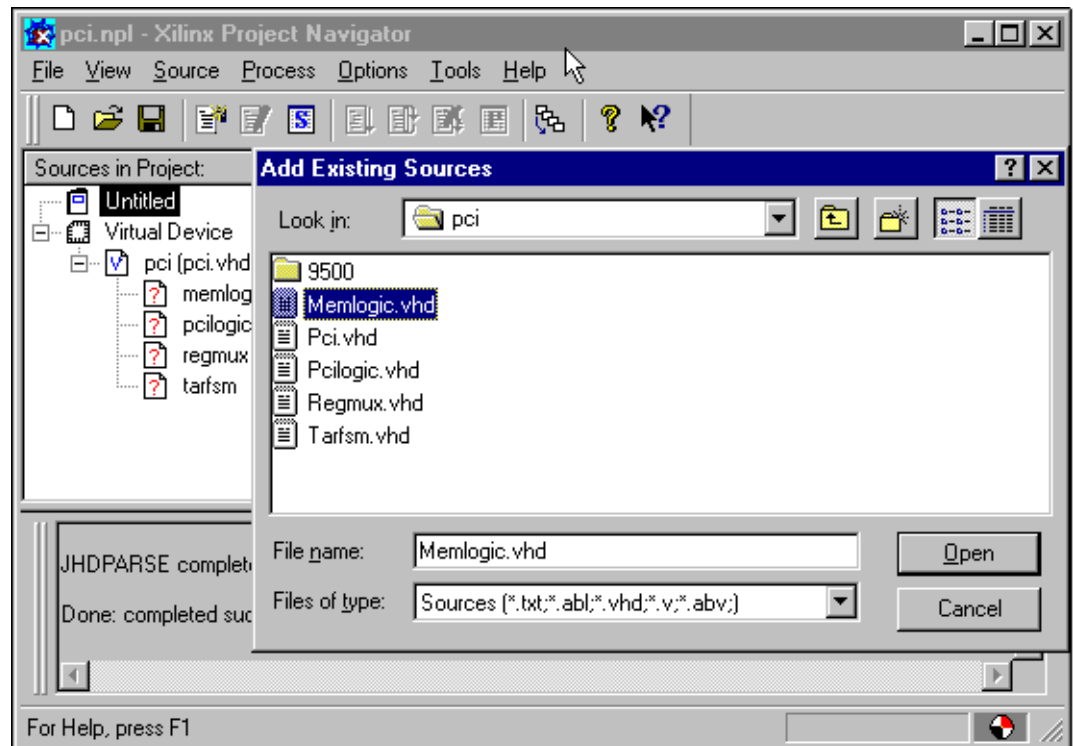 pci.npl - Xilinx Project Navigator
File View Source Process Options Tools Help
Sources in Project:
Untitled
Virtual Device
pci (pci.vhd
memlog
pcilogic
regmux
tarfsm
Add Existing Sources
Look in: pci
9500
Memlogic.vhd
Pci.vhd
Pcilogic.vhd
Regmux.vhd
Tarfsm.vhd
File name: Memlogic.vhd Open
Files of type: Sources (*.txt;*.abl;*.vhd;*.v;*.abv;) Cancel
JHDPARSE complet
Done: completed suc
For Help, press F1